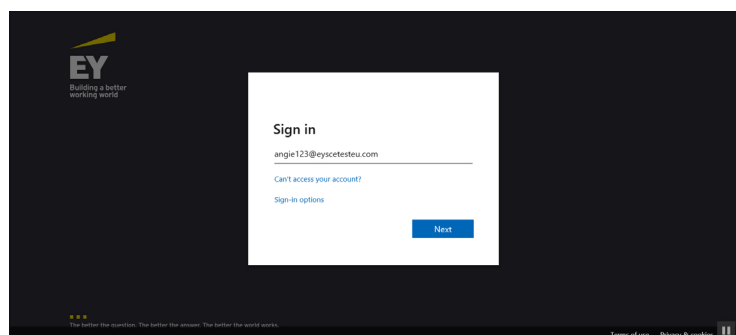 EY
Building a better
working world
Sign in
angie123@eyscetesteu.com
Can't access your account?
Sign-in options
Next
The better the question. The better the answer. The better the world works.
Terms of use Privacy & cookies